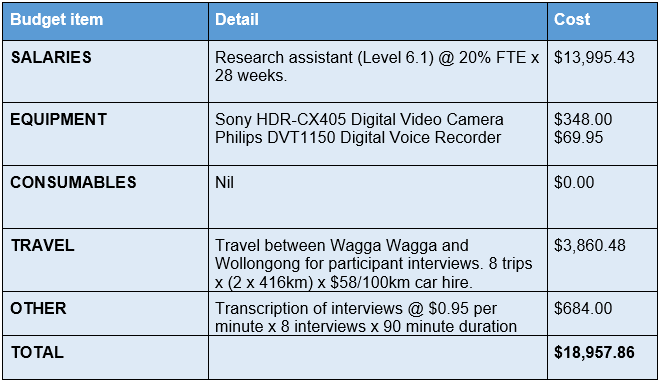 Budget item Detail Cost
SALARIES Research assistant (Level 6.1) @ 20% FTE x $13,995.43
28 weeks.
EQUIPMENT Sony HDR-CX405 Digital Video Camera $348.00
Philips DVT1150 Digital Voice Recorder $69.95
CONSUMABLES Nil $0.00
TRAVEL Travel between Wagga Wagga and $3,860.48
Wollongong for participant interviews. 8 trips
x (2 x 416km) x $58/100km car hire.
OTHER Transcription of interviews @ $0.95 per $684.00
minute x 8 interviews x 90 minute duration
TOTAL $18,957.86